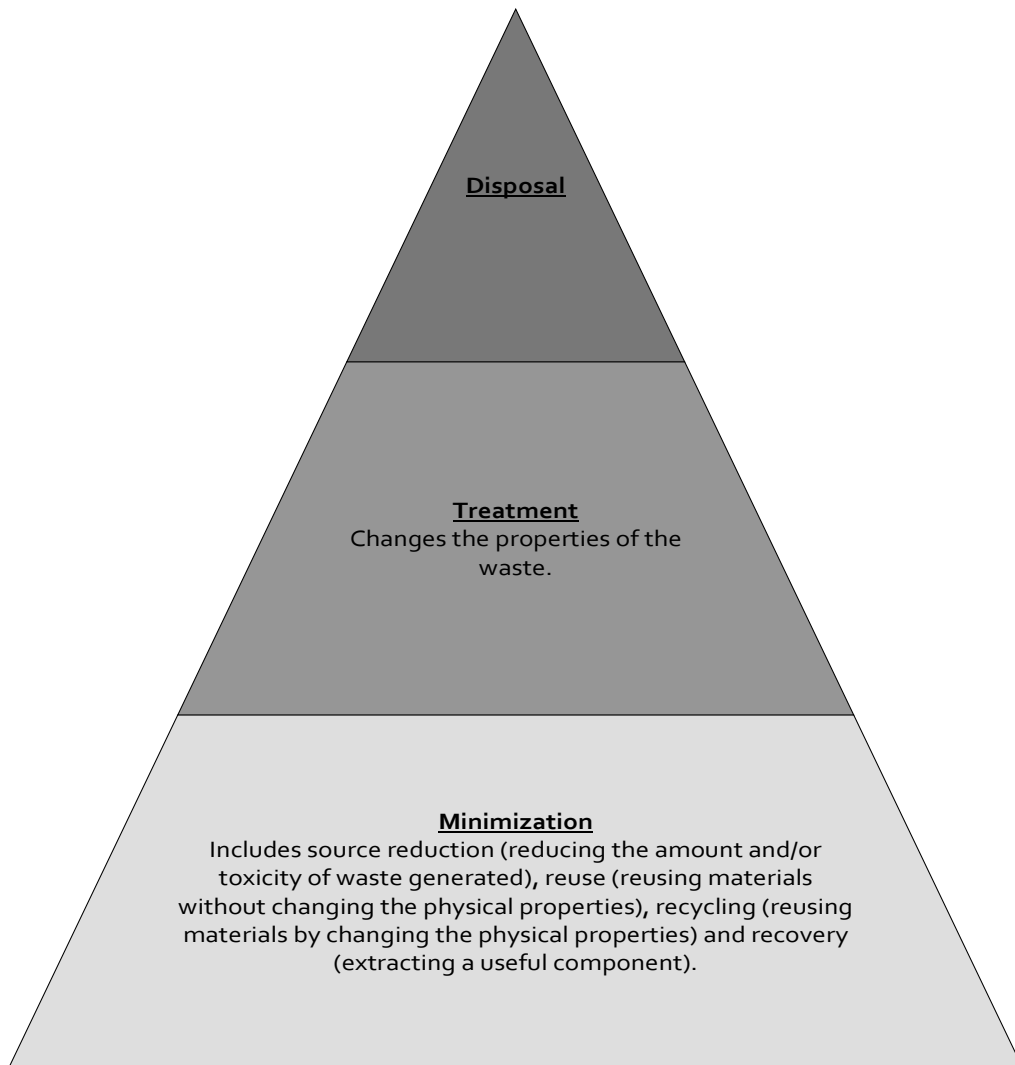 Disposal
Treatment
Changes the properties of the
waste.
Minimization
Includes source reduction (reducing the amount and/or
toxicity of waste generated), reuse (reusing materials
without changing the physical properties), recycling (reusing
materials by changing the physical properties) and recovery
(extracting a useful component).